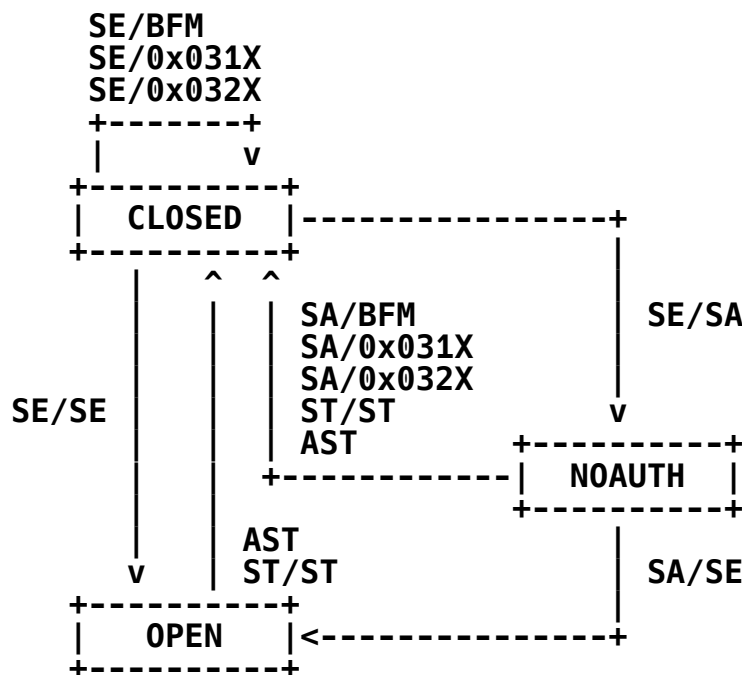 SE/BFM
SE/0x031X
SE/0x032X
CLOSED
SA/BFM SE/SA
SA/0x031X
SA/0x032X
SE/SE ST/ST
AST
NOAUTH
AST
ST/ST SA/SE
OPEN